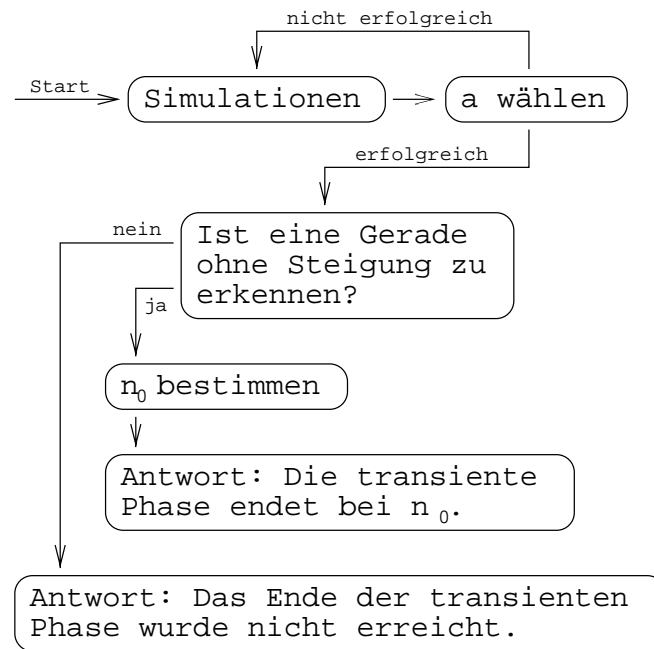 nicht erfolgreich
Start
Simulationen
a wählen
erfolgreich
nein
Ist eine Gerade
ohne Steigung zu
erkennen?
ja
n₀ bestimmen
Antwort: Die transiente
Phase endet bei n₀.
Antwort: Das Ende der transienten
Phase wurde nicht erreicht.